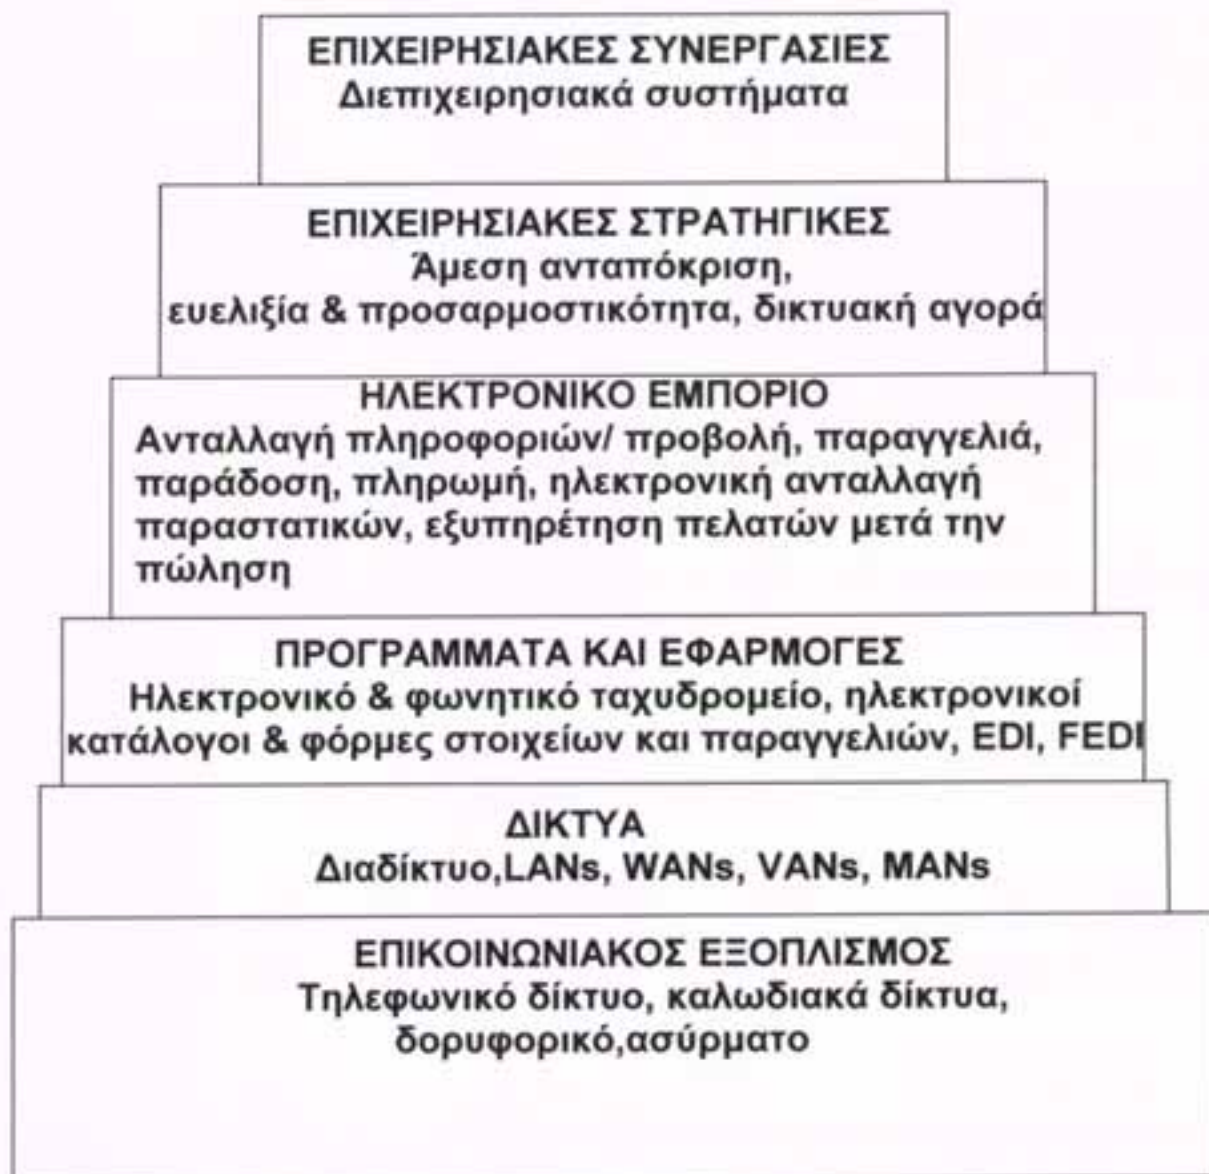 ΕΠΙΧΕΙΡΗΣΙΑΚΕΣ ΣΥΝΕΡΓΑΣΙΕΣ
Διεπιχειρησιακά συστήματα
ΕΠΙΧΕΙΡΗΣΙΑΚΕΣ ΣΤΡΑΤΗΓΙΚΕΣ
Άμεση ανταπόκριση,
ευελιξία & προσαρμοστικότητα, δικτυακή αγορά
ΗΛΕΚΤΡΟΝΙΚΟ ΕΜΠΟΡΙΟ
Ανταλλαγή πληροφοριών/ προβολή, παραγγελιά,
παράδοση, πληρωμή, ηλεκτρονική ανταλλαγή
παραστατικών, εξυπηρέτηση πελατών μετά την
πώληση
ΠΡΟΓΡΑΜΜΑΤΑ ΚΑΙ ΕΦΑΡΜΟΓΕΣ
Ηλεκτρονικό & φωνητικό ταχυδρομείο, ηλεκτρονικοί
κατάλογοι & φόρμες στοιχείων και παραγγελιών, EDI, FEDI
ΔΙΚΤΥΑ
Διαδίκτυο,LANs, WANs, VANs, MANs
ΕΠΙΚΟΙΝΩΝΙΑΚΟΣ ΕΞΟΠΛΙΣΜΟΣ
Τηλεφωνικό δίκτυο, καλωδιακά δίκτυα,
δορυφορικό,ασύρματο